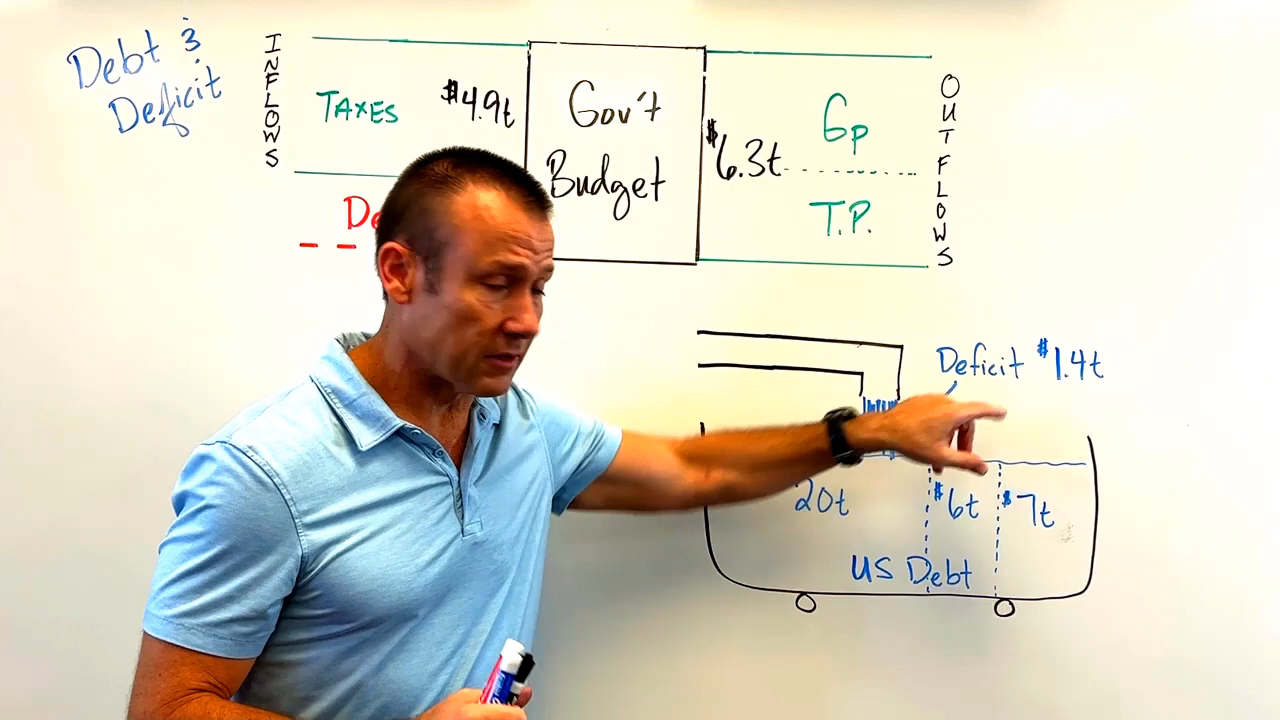 Debt &
Deficit
INFLOWS
TAXES $4.9t
Gov't
Budget
$6.3t
Gp
T.P.
OUTFLOWS
Deficit $1.4t
20t
$6t
$7t
US Debt